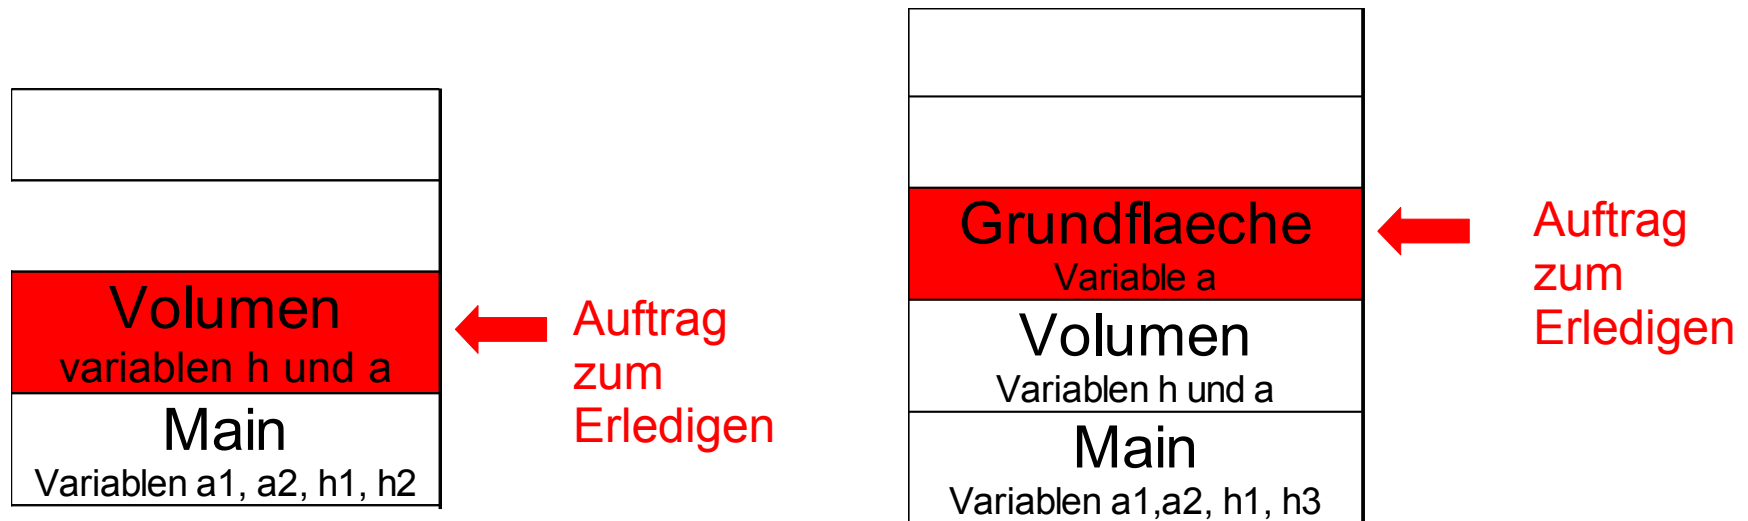 Volumen
variablen h und a
Main
Variablen a1, a2, h1, h2
Auftrag
zum
Erledigen
Grundflaeche
Variable a
Volumen
Variablen h und a
Main
Variablen a1,a2, h1, h3
Auftrag
zum
Erledigen